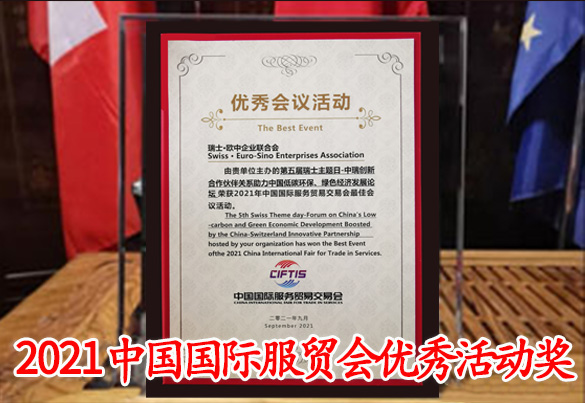 优秀会议活动
The Best Event
瑞士·欧中企业联合会
Swiss · Euro-Sino Enterprises Association
由贵单位主办的第五届瑞士主题日-中瑞创新
合作伙伴关系助力中国低碳环保、绿色经济发展论
坛 荣获2021年中国国际服务贸易交易会最佳会
议活动。
The 5th Swiss Theme day-Forum on China's Low
-carbon and Green Economic Development Boosted
by the China-Switzerland Innovative Partnership
hosted by your organization has won the Best Event
ofthe 2021 China International Fair for Trade in Services.
CIFTIS
中国国际服务贸易交易会
CHINA INTERNATIONAL FAIR FOR TRADE IN SERVICES
二零二一年九月
September 2021
2021中国国际服贸会优秀活动奖